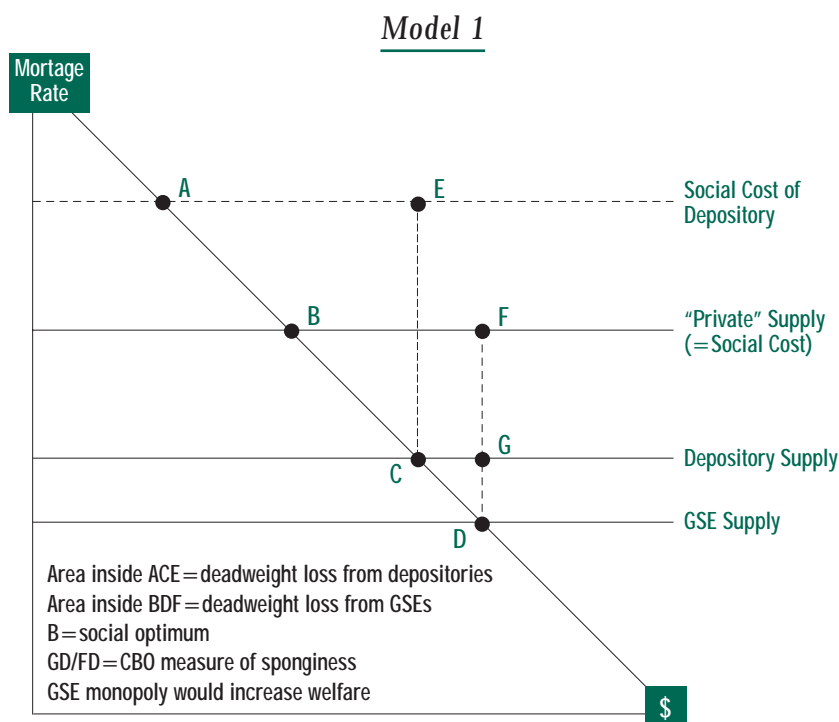 Model 1
Mortage
Rate
A
E
Social Cost of
Depository
B
F
“Private” Supply
(=Social Cost)
C
G
Depository Supply
D
GSE Supply
Area inside ACE=deadweight loss from depositories
Area inside BDF=deadweight loss from GSEs
B=social optimum
GD/FD=CBO measure of sponginess
GSE monopoly would increase welfare
$